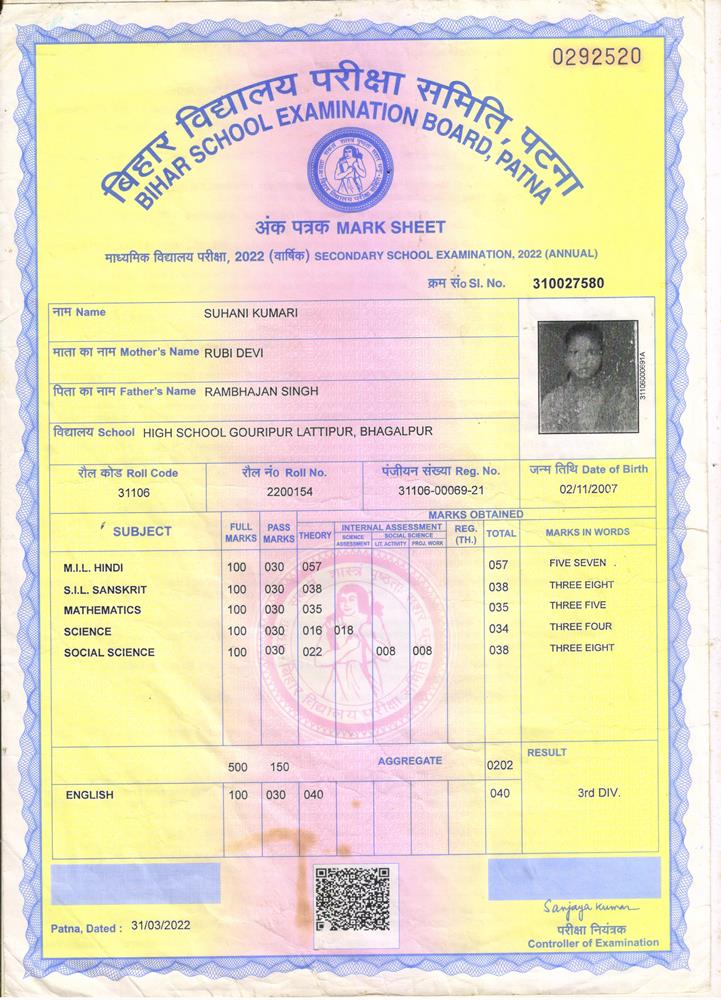 0292520
बिहार विद्यालय परीक्षा समिति, पटना
BIHAR SCHOOL EXAMINATION BOARD, PATNA
अंक पत्रक MARK SHEET
माध्यमिक विद्यालय परीक्षा, 2022 (वार्षिक) SECONDARY SCHOOL EXAMINATION, 2022 (ANNUAL)
क्रम सं० Sl. No. 310027580
नाम Name SUHANI KUMARI
माता का नाम Mother's Name RUBI DEVI
पिता का नाम Father's Name RAMBHAJAN SINGH
विद्यालय School HIGH SCHOOL GOURIPUR LATTIPUR, BHAGALPUR
31106000691A
रौल कोड Roll Code रौल नं० Roll No. पंजीयन संख्या Reg. No. जन्म तिथि Date of Birth
31106 2200154 31106-00069-21 02/11/2007
SUBJECT FULL MARKS PASS MARKS MARKS OBTAINED MARKS IN WORDS
THEORY INTERNAL ASSESSMENT REG. (TH.) TOTAL
SCIENCE ASSESSMENT SOCIAL SCIENCE
LIT. ACTIVITY PROJ. WORK
M.I.L. HINDI 100 030 057 057 FIVE SEVEN
S.I.L. SANSKRIT 100 030 038 038 THREE EIGHT
MATHEMATICS 100 030 035 035 THREE FIVE
SCIENCE 100 030 016 018 034 THREE FOUR
SOCIAL SCIENCE 100 030 022 008 008 038 THREE EIGHT
500 150 AGGREGATE 0202 RESULT
ENGLISH 100 030 040 040 3rd DIV.
Patna, Dated : 31/03/2022
Sanjaya Kumar
परीक्षा नियंत्रक
Controller of Examination
बिहार विद्यालय परीक्षा समिति